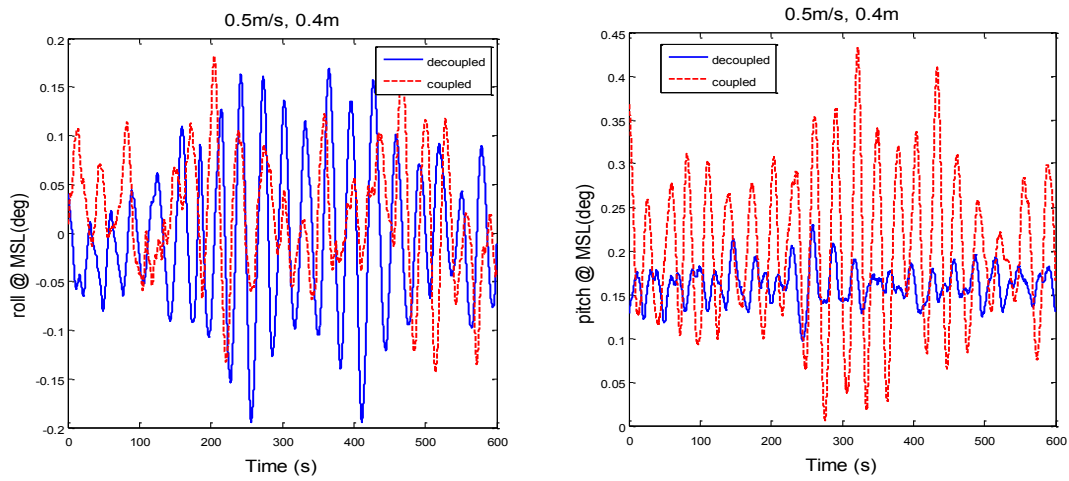 0.5m/s, 0.4m
0.2
0.15
0.1
0.05
0
-0.05
-0.1
-0.15
-0.2
roll @ MSL(deg)
decoupled
coupled
0 100 200 300 400 500 600
Time (s)
0.5m/s, 0.4m
0.45
0.4
0.35
0.3
0.25
0.2
0.15
0.1
0.05
0
pitch @ MSL(deg)
decoupled
coupled
0 100 200 300 400 500 600
Time (s)